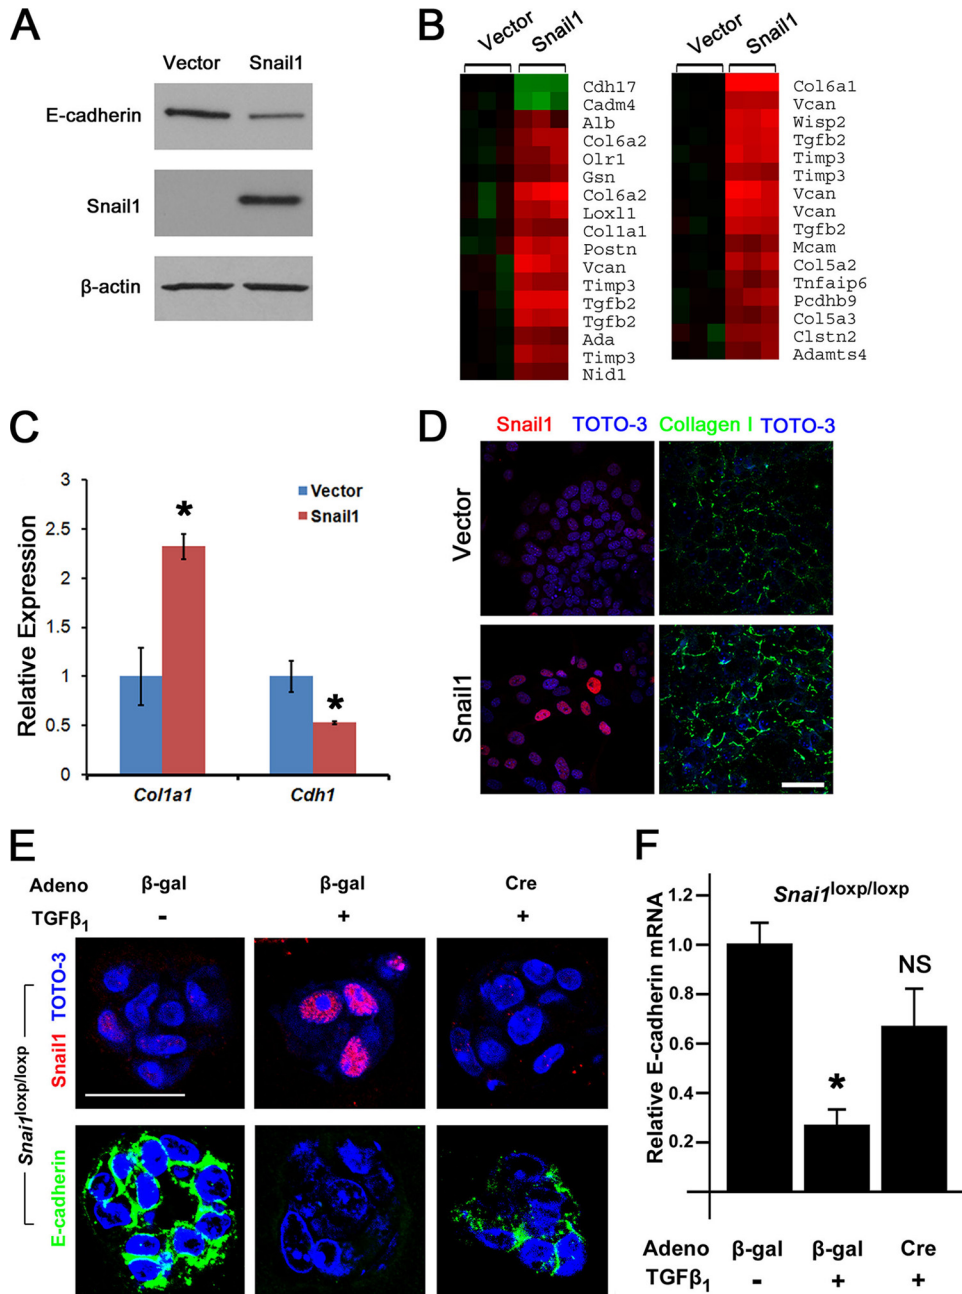 A
Vector Snail1
E-cadherin
Snail1
β-actin
B
Vector Snail1
Cdh17
Cadm4
Alb
Col6a2
Olr1
Gsn
Col6a2
Loxl1
Col1a1
Postn
Vcan
Timp3
Tgfb2
Tgfb2
Ada
Timp3
Nid1
Vector Snail1
Col6a1
Vcan
Wisp2
Tgfb2
Timp3
Timp3
Vcan
Vcan
Tgfb2
Mcam
Col5a2
Tnfaip6
Pcdhb9
Col5a3
Clstn2
Adamts4
C
Relative Expression
3
2.5
2
1.5
1
0.5
0
Vector
Snail1
*
*
Col1a1 Cdh1
D
Snail1 TOTO-3 Collagen I TOTO-3
Vector
Snail1
E
Adeno β-gal β-gal Cre
TGFβ1 - + +
Snai1loxp/loxp
Snail1 TOTO-3
E-cadherin
F
Snai1loxp/loxp
Relative E-cadherin mRNA
1.2
1.0
0.8
0.6
0.4
0.2
*
NS
Adeno β-gal β-gal Cre
TGFβ1 - + +